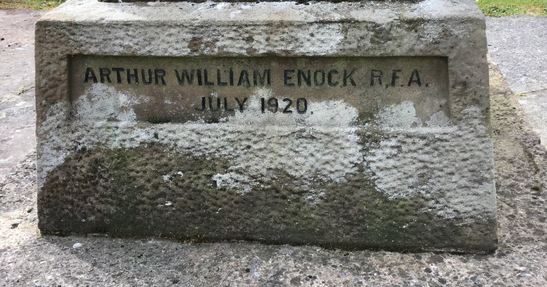 ARTHUR WILLIAM ENOCK R.F.A.
JULY 1920.